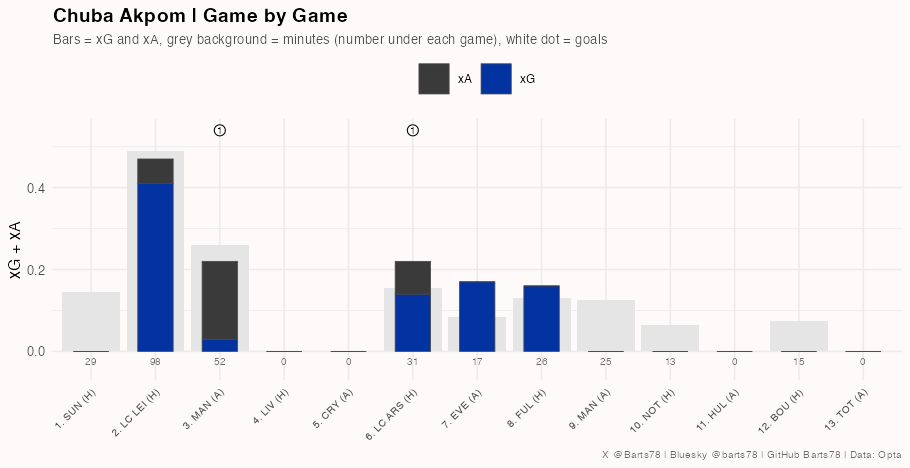 Chuba Akpom | Game by Game
Bars = xG and xA, grey background = minutes (number under each game), white dot = goals
xA
xG
1
1
xG + xA
0.4
0.2
0.0
29
98
52
0
0
31
17
26
25
13
0
15
0
1. SUN (H)
2. LC LEI (H)
3. MAN (A)
4. LIV (H)
5. CRY (A)
6. LC ARS (H)
7. EVE (A)
8. FUL (H)
9. MAN (A)
10. NOT (H)
11. HUL (A)
12. BOU (H)
13. TOT (A)
X @Barts78 | Bluesky @barts78 | GitHub Barts78 | Data: Opta